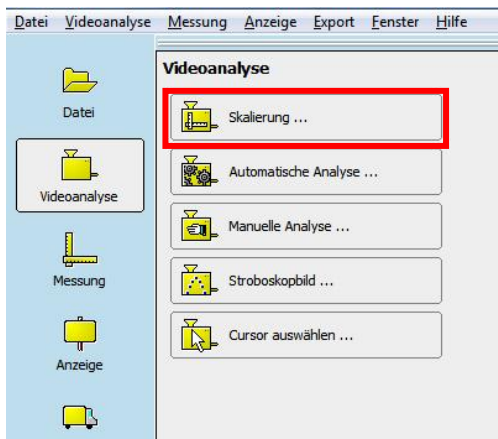 Datei Videoanalyse Messung Anzeige Export Fenster Hilfe
Videoanalyse
Datei
Skalierung ...
Videoanalyse
Automatische Analyse ...
Manuelle Analyse ...
Messung
Stroboskopbild ...
Anzeige
Cursor auswählen ...